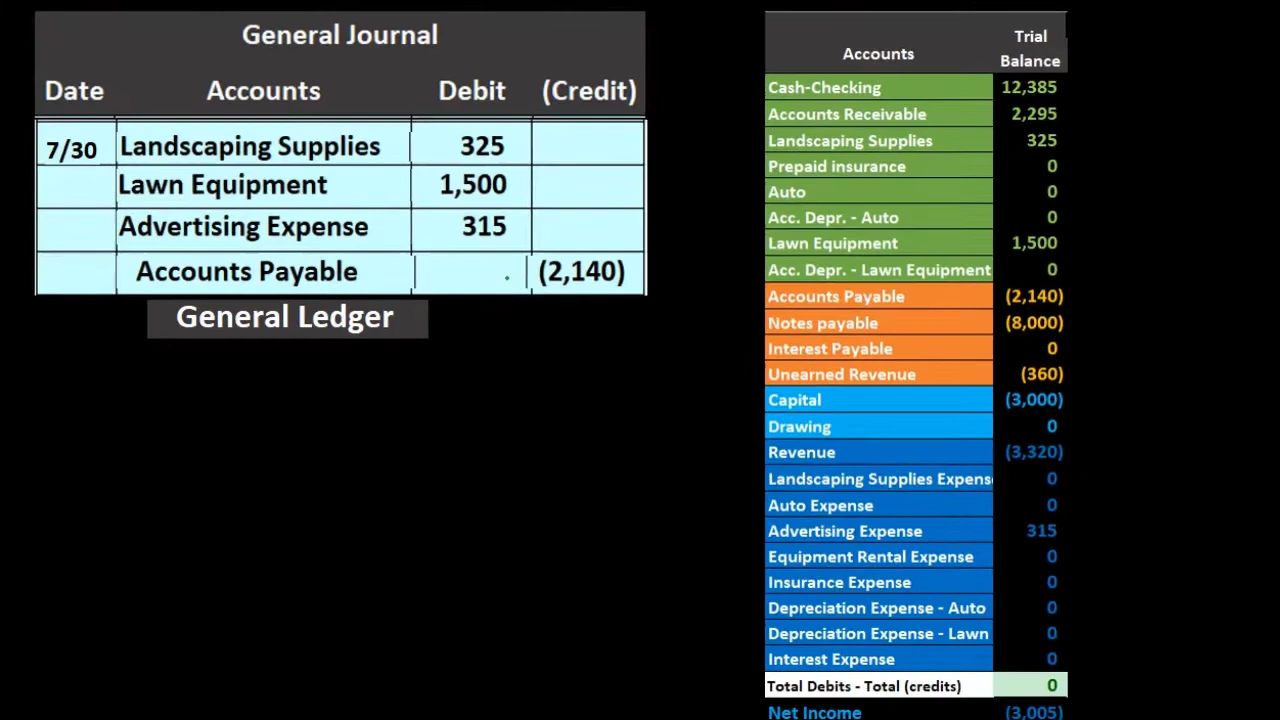 General Journal
Date Accounts Debit (Credit)
7/30 Landscaping Supplies 325
Lawn Equipment 1,500
Advertising Expense 315
Accounts Payable (2,140)
General Ledger
Accounts Trial Balance
Cash-Checking 12,385
Accounts Receivable 2,295
Landscaping Supplies 325
Prepaid insurance 0
Auto 0
Acc. Depr. - Auto 0
Lawn Equipment 1,500
Acc. Depr. - Lawn Equipment 0
Accounts Payable (2,140)
Notes payable (8,000)
Interest Payable 0
Unearned Revenue (360)
Capital (3,000)
Drawing 0
Revenue (3,320)
Landscaping Supplies Expens 0
Auto Expense 0
Advertising Expense 315
Equipment Rental Expense 0
Insurance Expense 0
Depreciation Expense - Auto 0
Depreciation Expense - Lawn 0
Interest Expense 0
Total Debits - Total (credits) 0
Net Income (3,005)